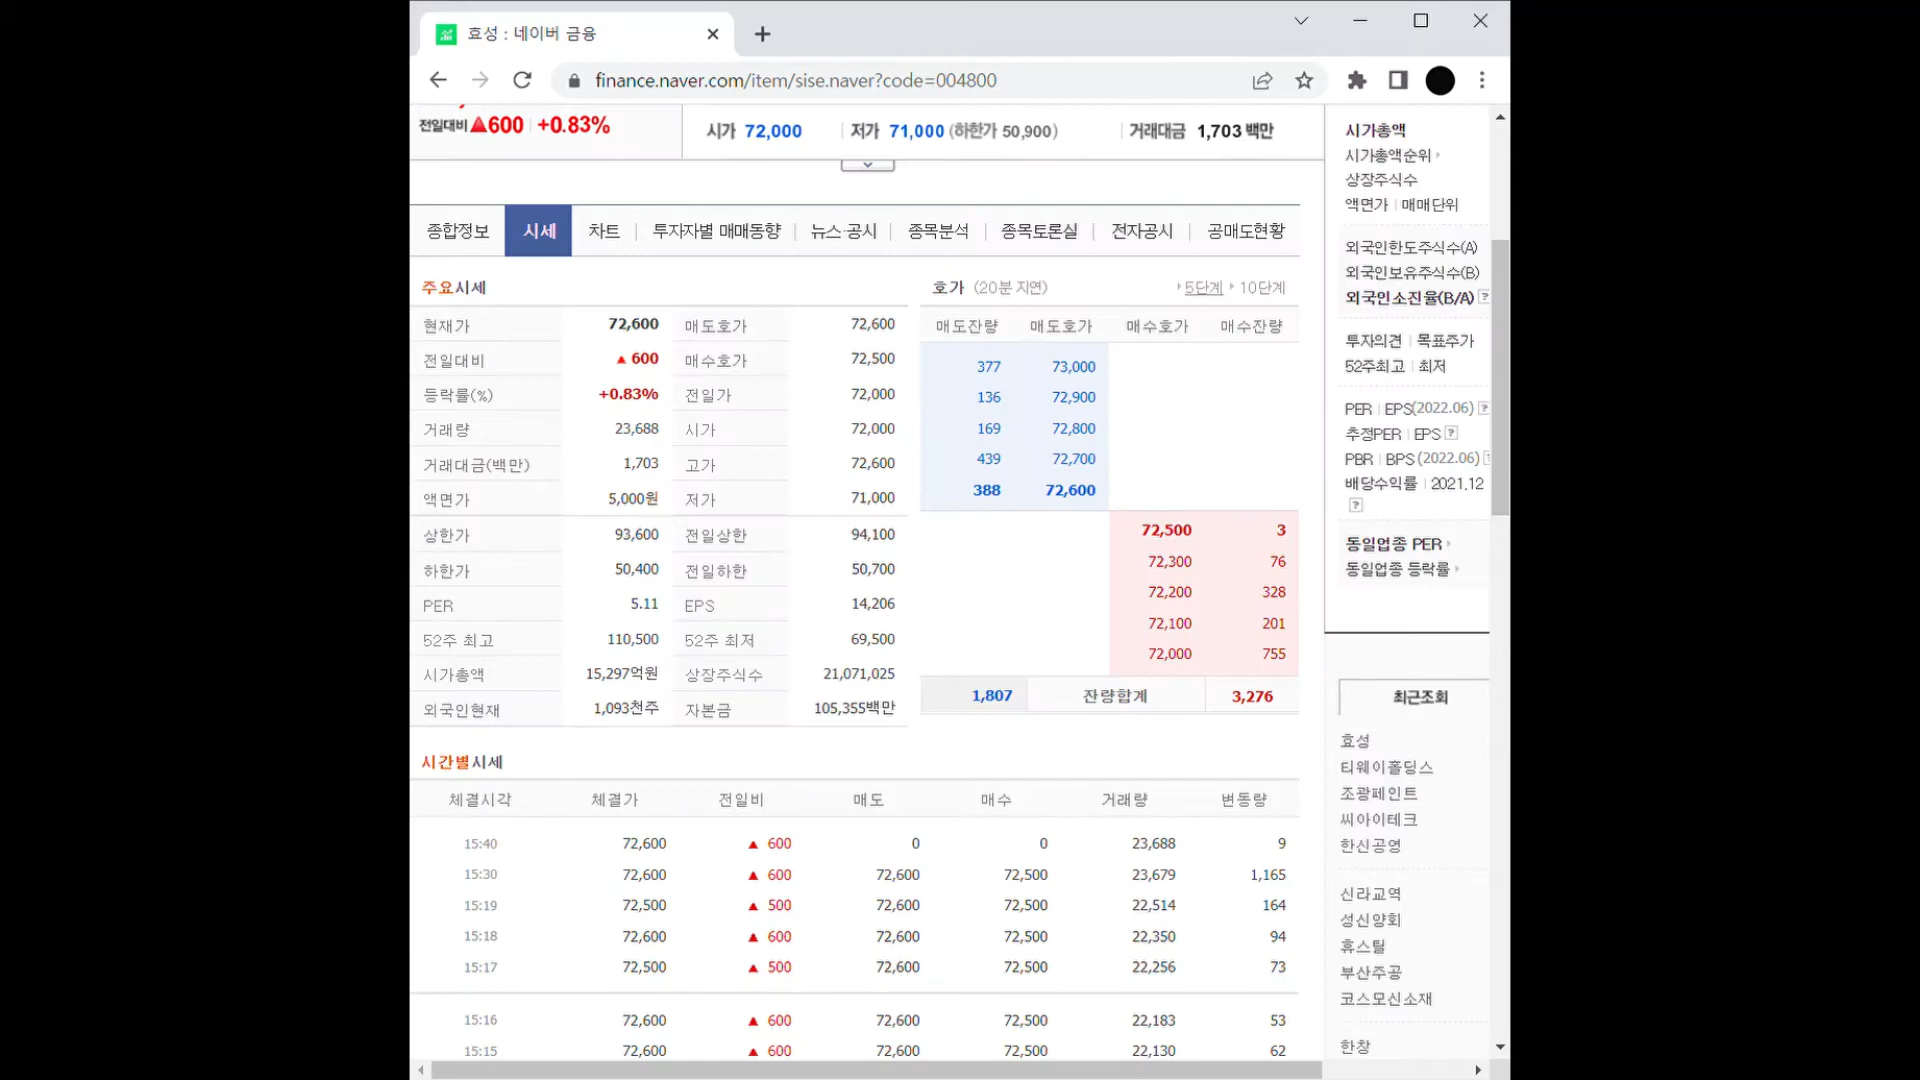 효성 : 네이버 금융
finance.naver.com/item/sise.naver?code=004800
전일대비 ▲600 +0.83%
시가 72,000 저가 71,000 (하한가 50,900) 거래대금 1,703 백만
종합정보 시세 차트 투자자별 매매동향 뉴스·공시 종목분석 종목토론실 전자공시 공매도현황
주요시세
현재가 72,600 매도호가 72,600
전일대비 ▲ 600 매수호가 72,500
등락률(%) +0.83% 전일가 72,000
거래량 23,688 시가 72,000
거래대금(백만) 1,703 고가 72,600
액면가 5,000원 저가 71,000
상한가 93,600 전일상한 94,100
하한가 50,400 전일하한 50,700
PER 5.11 EPS 14,206
52주 최고 110,500 52주 최저 69,500
시가총액 15,297억원 상장주식수 21,071,025
외국인현재 1,093천주 자본금 105,355백만
호가 (20분 지연) 5단계 10단계
매도잔량 매도호가 매수호가 매수잔량
377 73,000
136 72,900
169 72,800
439 72,700
388 72,600
72,500 3
72,300 76
72,200 328
72,100 201
72,000 755
1,807 잔량합계 3,276
시간별시세
체결시각 체결가 전일비 매도 매수 거래량 변동량
15:40 72,600 ▲ 600 0 0 23,688 9
15:30 72,600 ▲ 600 72,600 72,500 23,679 1,165
15:19 72,500 ▲ 500 72,600 72,500 22,514 164
15:18 72,600 ▲ 600 72,600 72,500 22,350 94
15:17 72,500 ▲ 500 72,600 72,500 22,256 73
15:16 72,600 ▲ 600 72,600 72,500 22,183 53
15:15 72,600 ▲ 600 72,600 72,500 22,130 62
시가총액
시가총액순위
상장주식수
액면가 매매단위
외국인한도주식수(A)
외국인보유주식수(B)
외국인소진율(B/A) ?
투자의견 목표주가
52주최고 최저
PER EPS(2022.06) ?
추정PER EPS ?
PBR BPS (2022.06)
배당수익률 2021.12
?
동일업종 PER
동일업종 등락률
최근조회
효성
티웨이홀딩스
조광페인트
씨아이테크
한신공영
신라교역
성신양회
휴스틸
부산주공
코스모신소재
한창